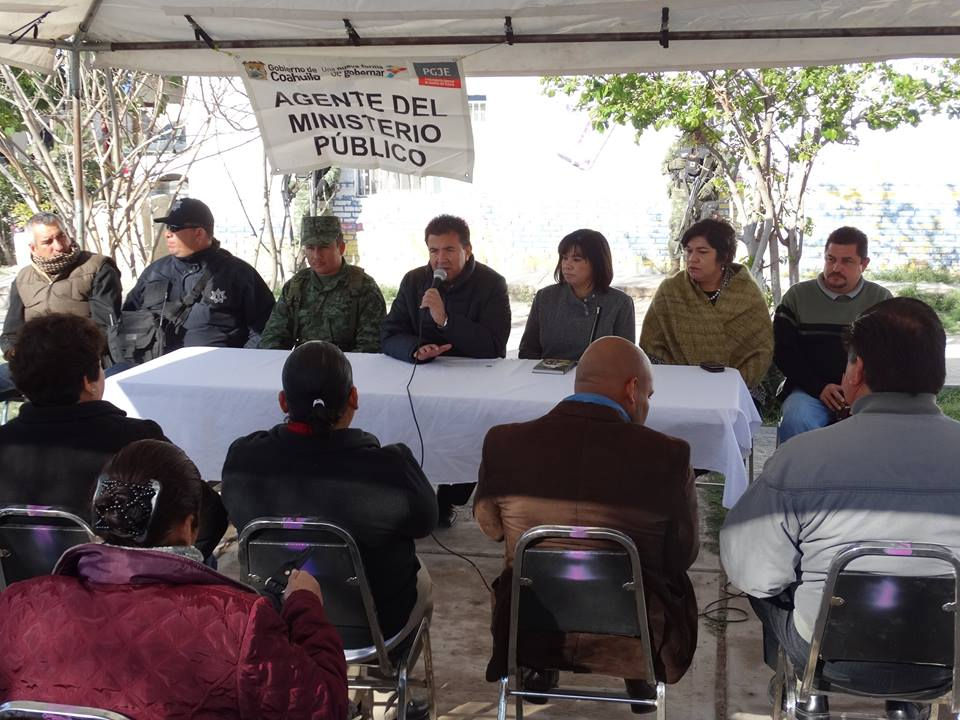 Gobierno de Coahuila
Una nueva forma de gobernar
PGJE
AGENTE DEL
MINISTERIO
PÚBLICO